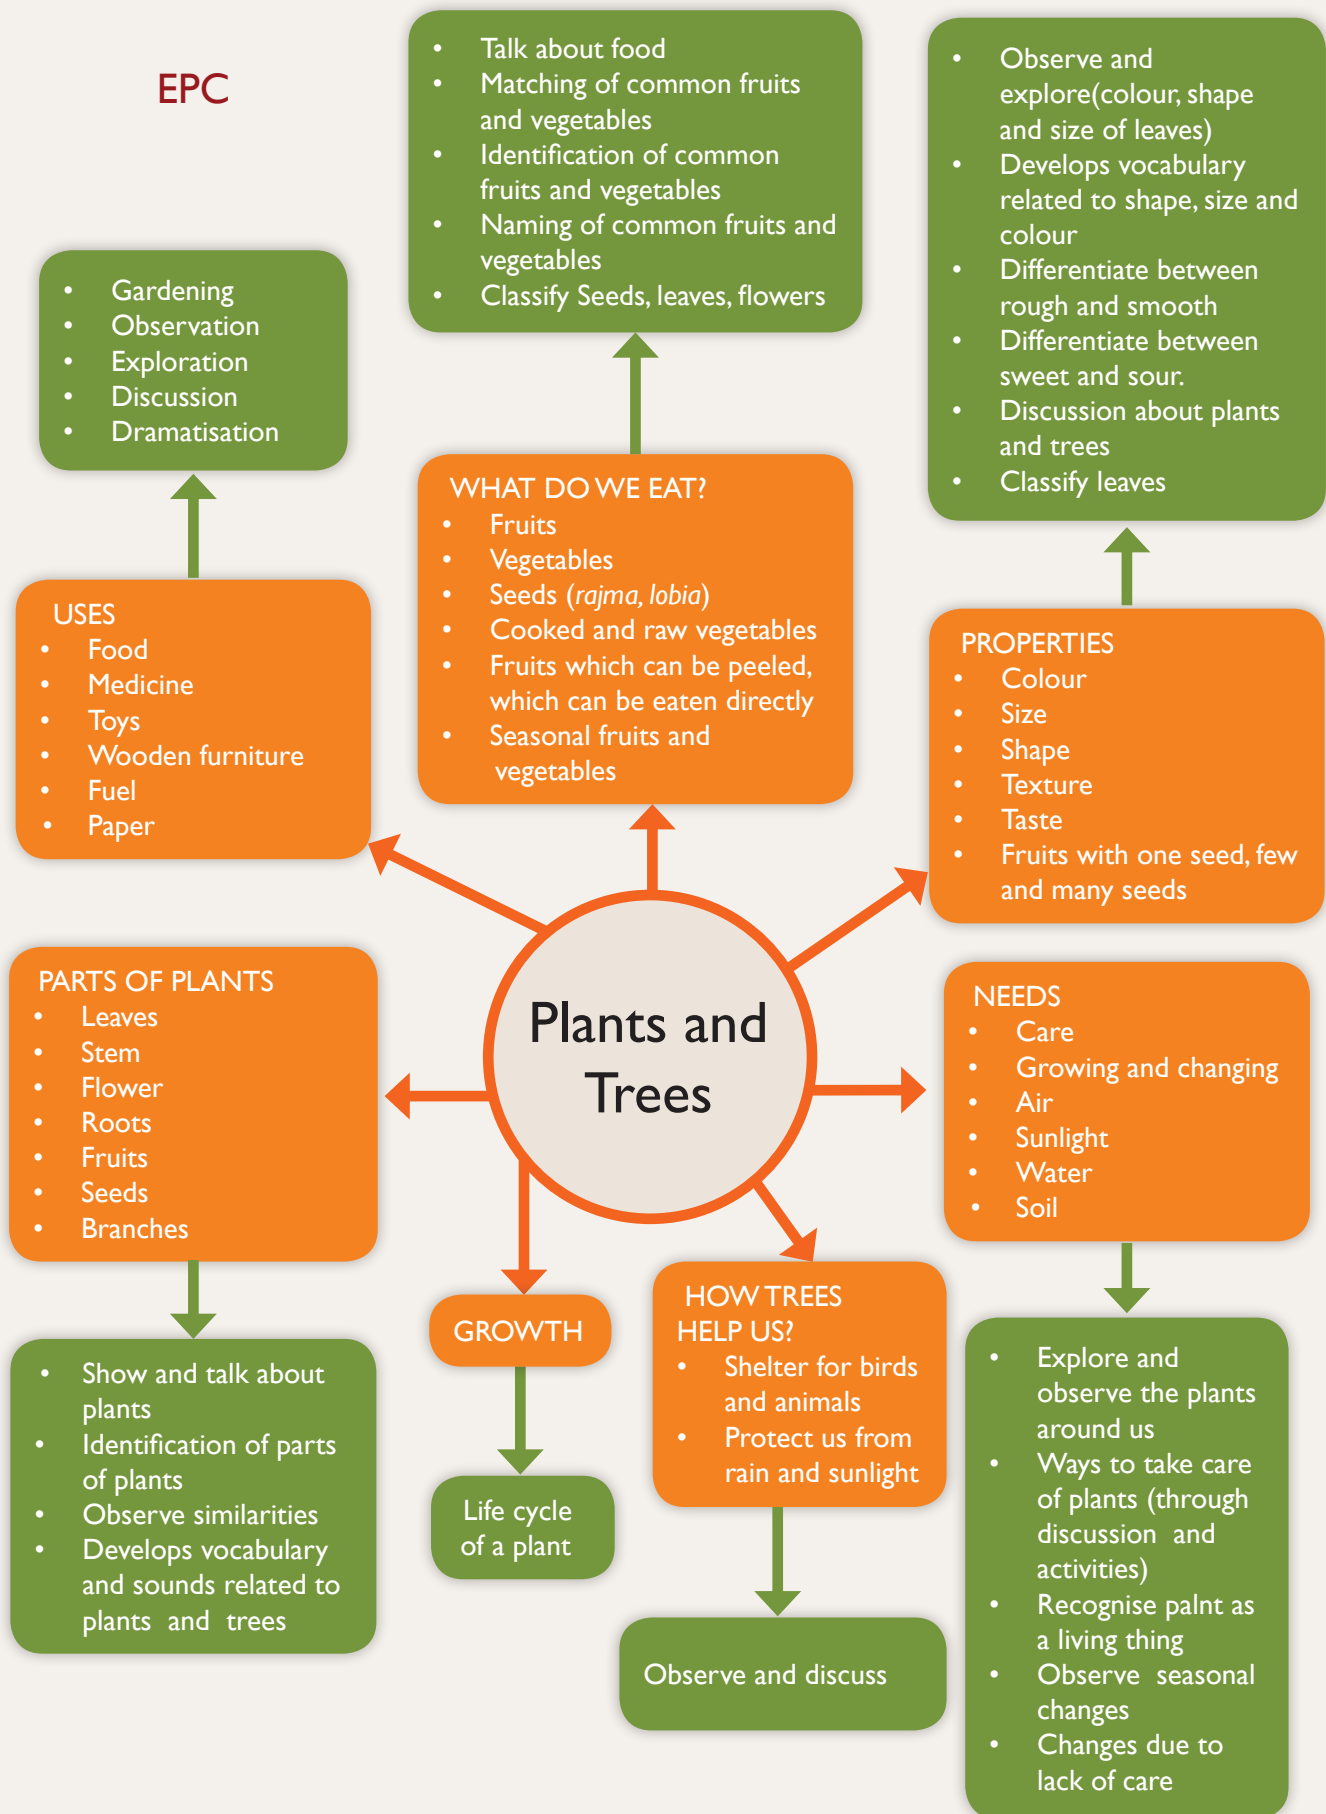 EPC
• Talk about food
• Matching of common fruits
and vegetables
• Identification of common
fruits and vegetables
• Naming of common fruits and
vegetables
• Classify Seeds, leaves, flowers
• Observe and
explore(colour, shape
and size of leaves)
• Develops vocabulary
related to shape, size and
colour
• Differentiate between
rough and smooth
• Differentiate between
sweet and sour.
• Discussion about plants
and trees
• Classify leaves
• Gardening
• Observation
• Exploration
• Discussion
• Dramatisation
WHAT DO WE EAT?
• Fruits
• Vegetables
• Seeds (rajma, lobia)
• Cooked and raw vegetables
• Fruits which can be peeled,
which can be eaten directly
• Seasonal fruits and
vegetables
USES
• Food
• Medicine
• Toys
• Wooden furniture
• Fuel
• Paper
PROPERTIES
• Colour
• Size
• Shape
• Texture
• Taste
• Fruits with one seed, few
and many seeds
Plants and
Trees
PARTS OF PLANTS
• Leaves
• Stem
• Flower
• Roots
• Fruits
• Seeds
• Branches
NEEDS
• Care
• Growing and changing
• Air
• Sunlight
• Water
• Soil
GROWTH
HOW TREES
HELP US?
• Shelter for birds
and animals
• Protect us from
rain and sunlight
• Show and talk about
plants
• Identification of parts
of plants
• Observe similarities
• Develops vocabulary
and sounds related to
plants and trees
Life cycle
of a plant
Observe and discuss
• Explore and
observe the plants
around us
• Ways to take care
of plants (through
discussion and
activities)
• Recognise palnt as
a living thing
• Observe seasonal
changes
• Changes due to
lack of care